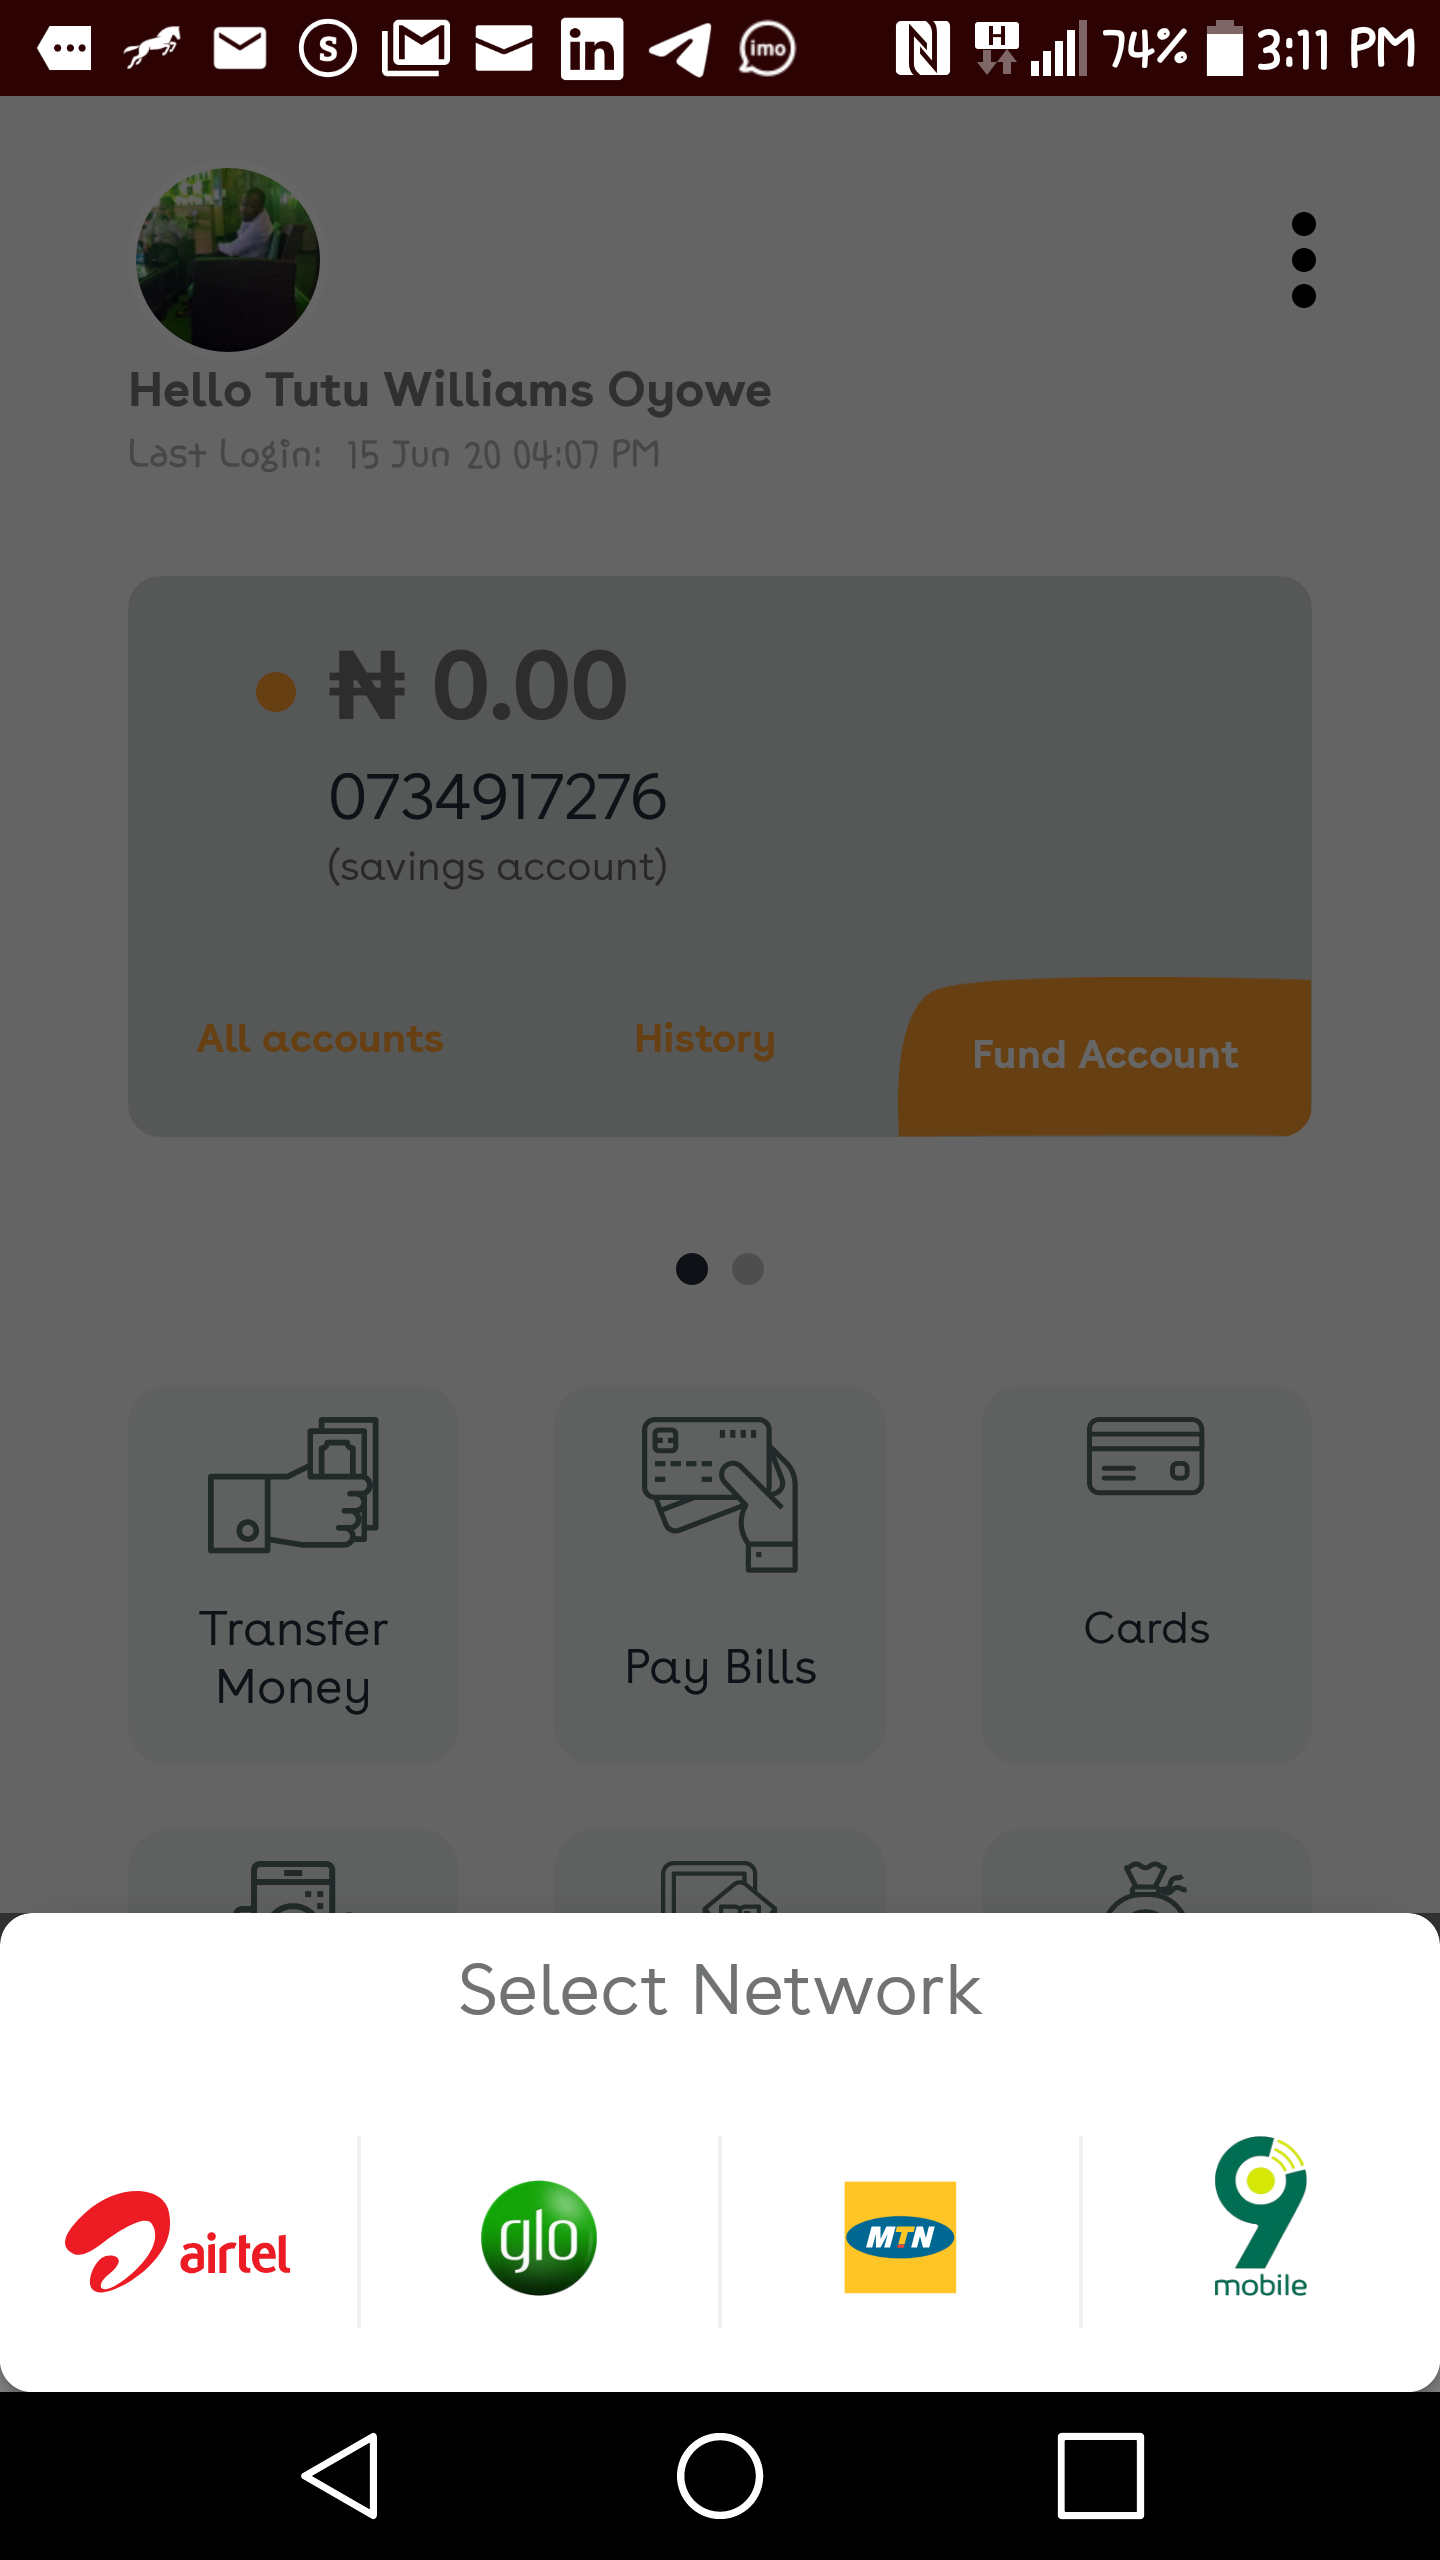 S
in
imo
N
H
74%
3:11 PM
Hello Tutu Williams Oyowe
Last Login: 15 Jun 20 04:07 PM
₦ 0.00
0734917276
(savings account)
All accounts
History
Fund Account
Transfer
Money
Pay Bills
Cards
Select Network
airtel
glo
MTN
9
mobile